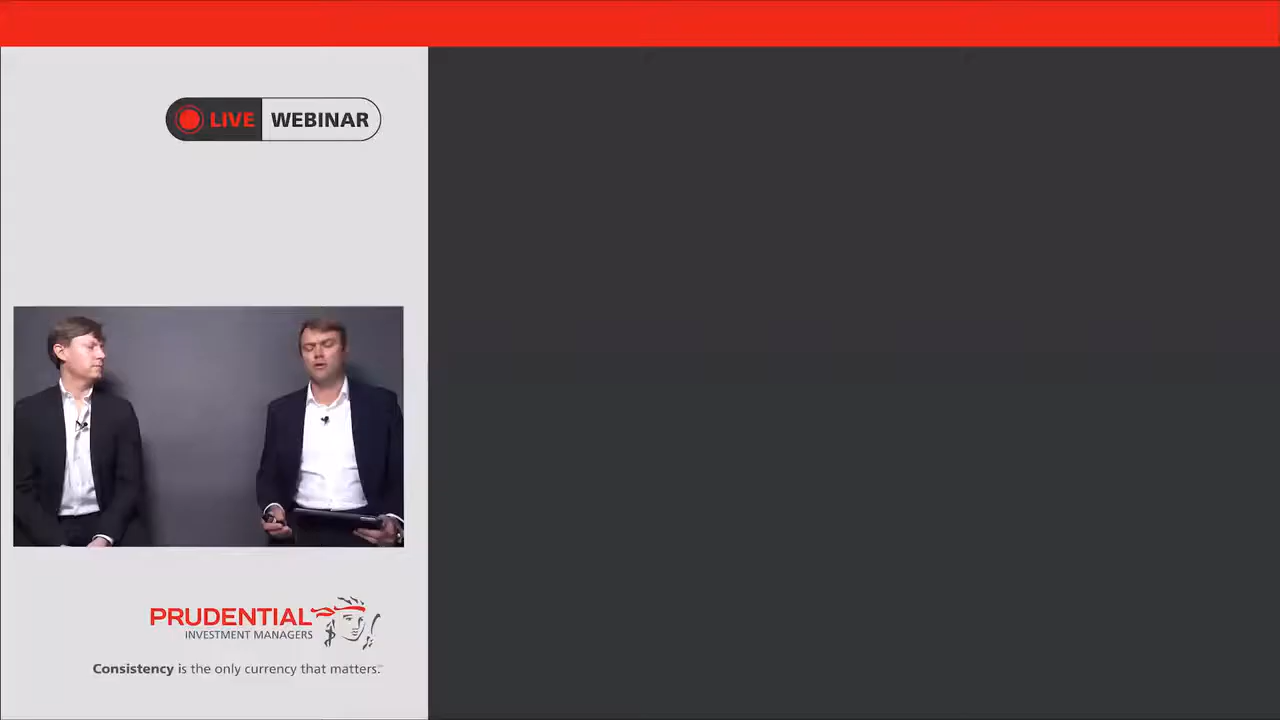 LIVE WEBINAR
PRUDENTIAL
INVESTMENT MANAGERS
Consistency is the only currency that matters.